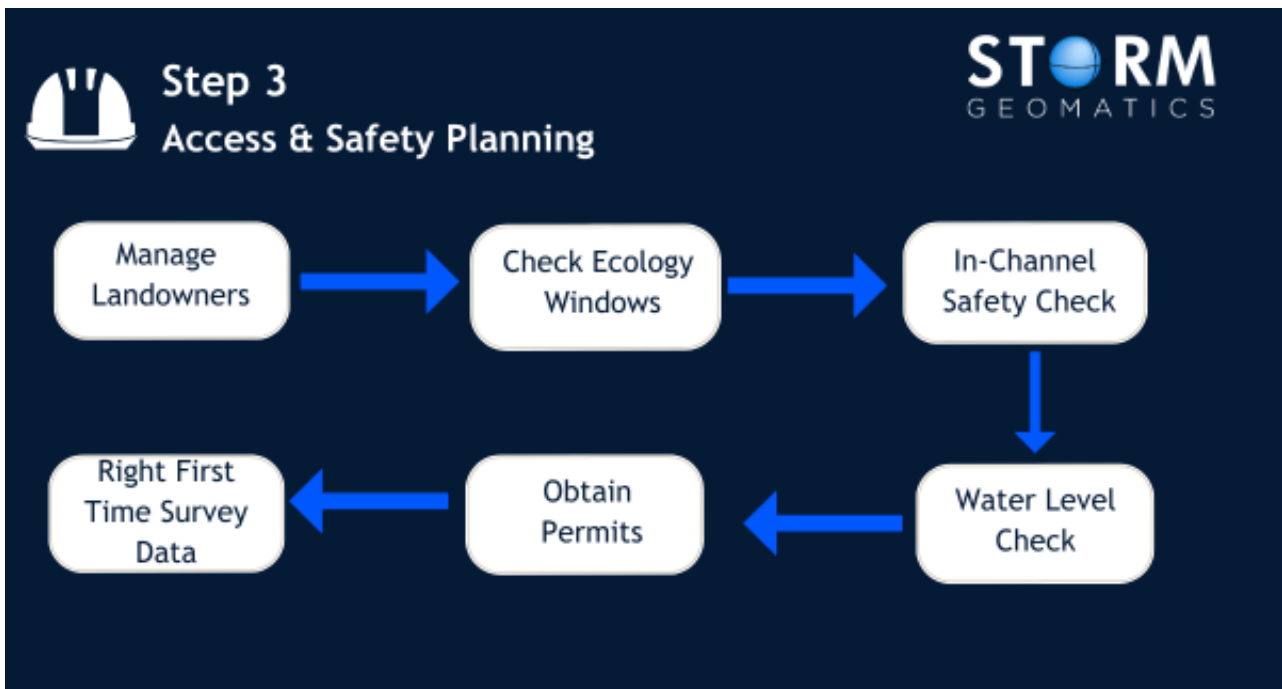 Step 3
Access & Safety Planning
STORM
GEOMATICS
Manage
Landowners
Check Ecology
Windows
In-Channel
Safety Check
Water Level
Check
Obtain
Permits
Right First
Time Survey
Data